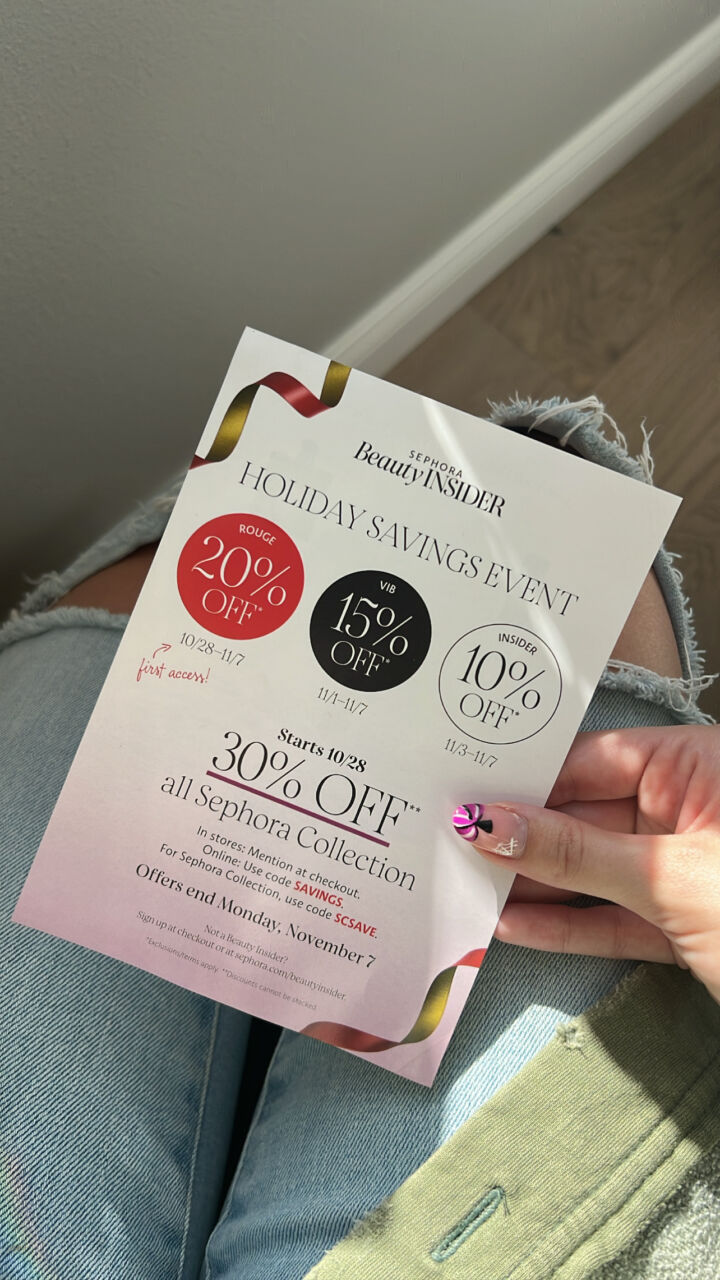 SEPHORA
Beauty INSIDER
HOLIDAY SAVINGS EVENT
ROUGE
20%
OFF*
10/28–11/7
first access!
VIB
15%
OFF*
11/1–11/7
INSIDER
10%
OFF*
11/3–11/7
Starts 10/28
30% OFF**
all Sephora Collection
In stores: Mention at checkout.
Online: Use code SAVINGS.
For Sephora Collection, use code SCSAVE.
Offers end Monday, November 7
Not a Beauty Insider?
Sign up at checkout or at sephora.com/beautyinsider.
*Exclusions/terms apply. **Discounts cannot be stacked.